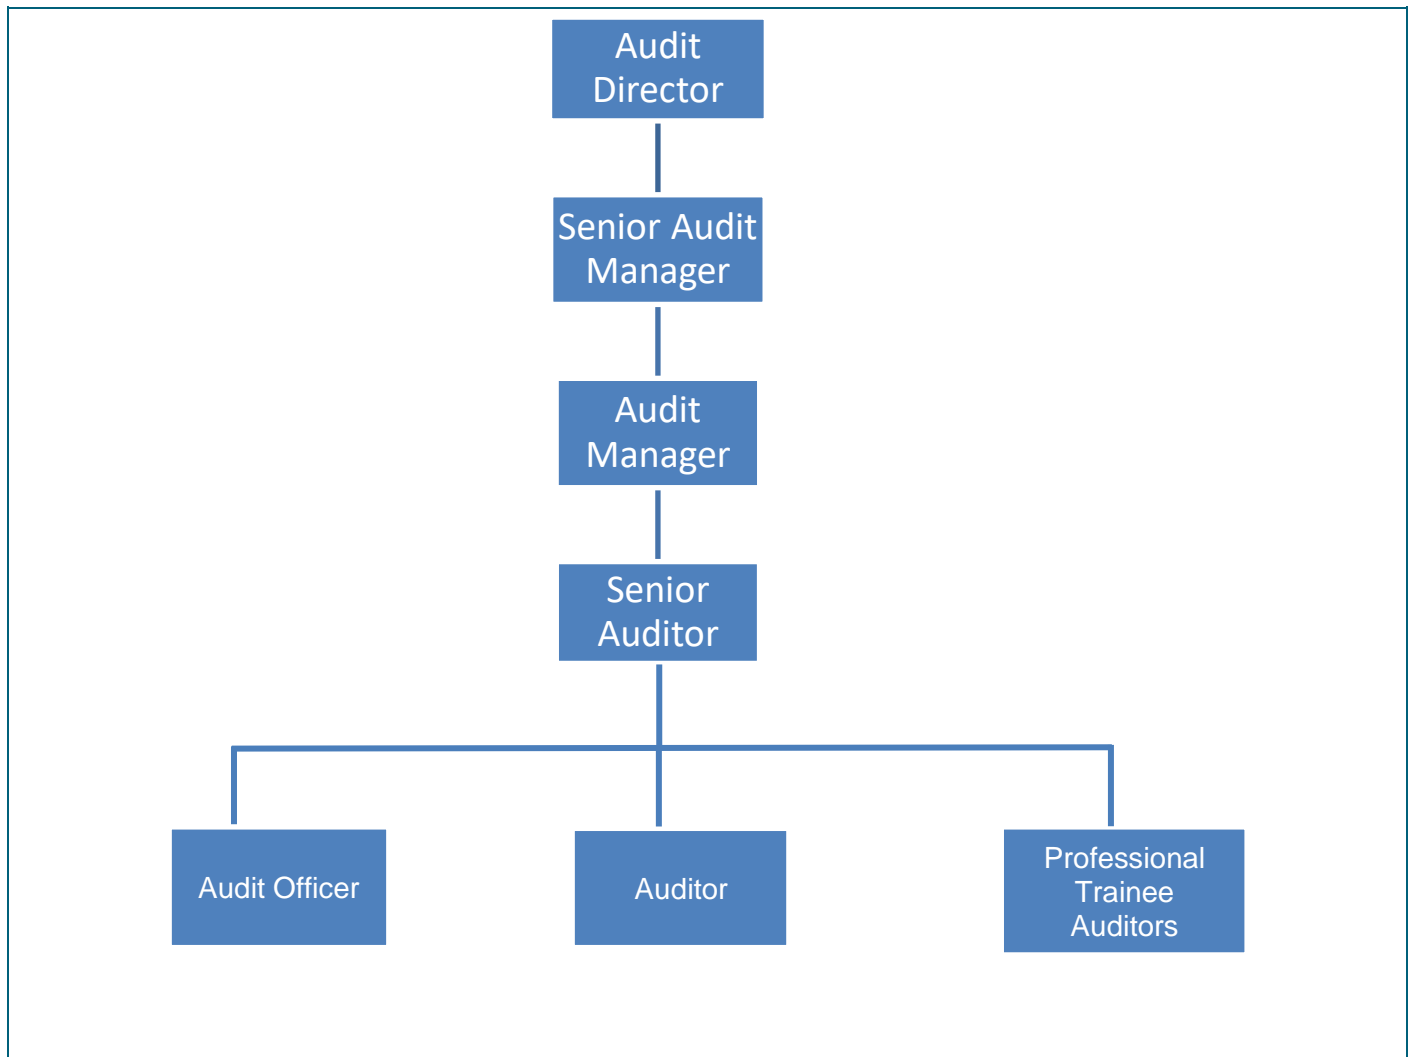 Audit
Director
Senior Audit
Manager
Audit
Manager
Senior
Auditor
Audit Officer
Auditor
Professional
Trainee
Auditors